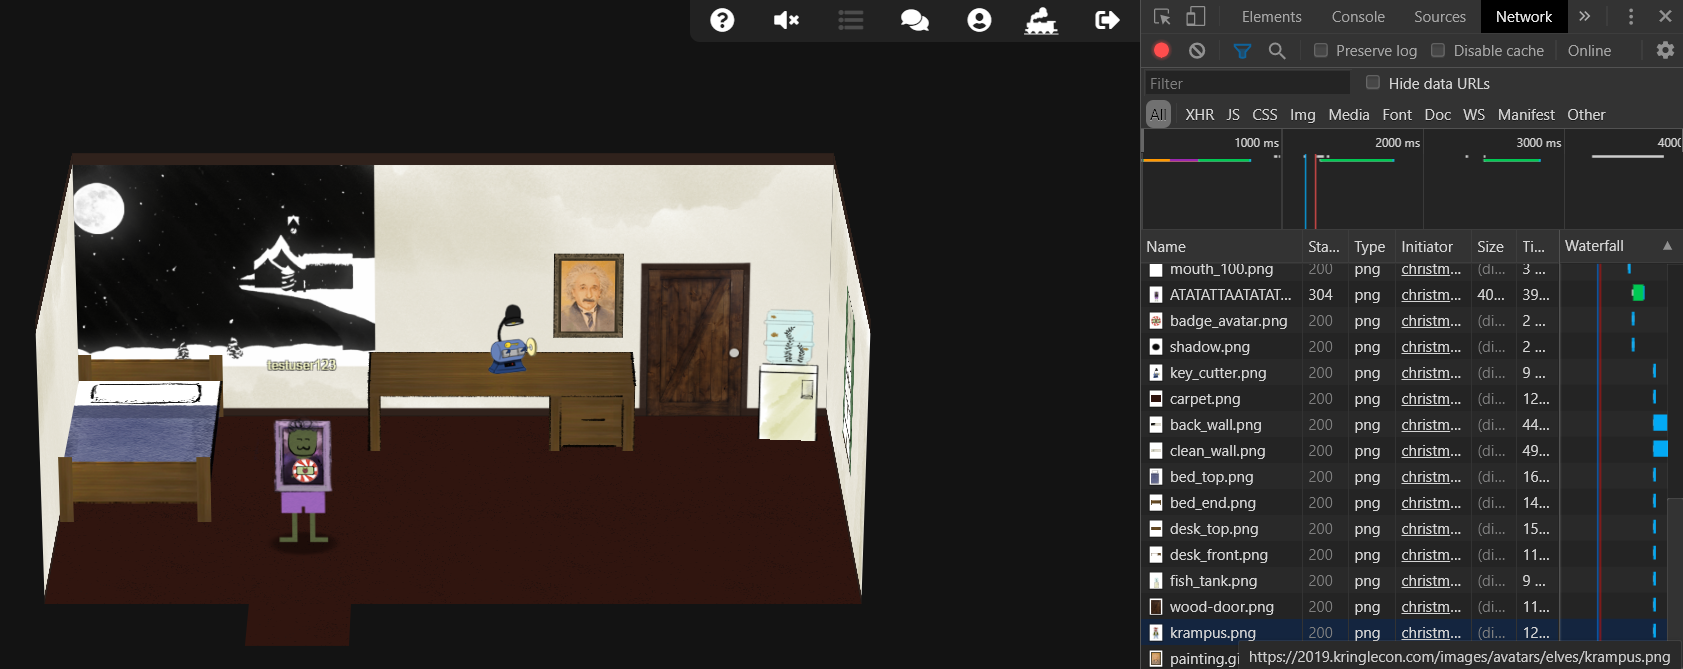 Elements Console Sources Network
Preserve log Disable cache Online
Filter Hide data URLs
All XHR JS CSS Img Media Font Doc WS Manifest Other
1000 ms 2000 ms 3000 ms 4000
Name Sta... Type Initiator Size Ti... Waterfall
mouth_100.png 200 png christm... (di... 3 ...
ATATATTAATATAT... 304 png christm... 40... 39...
badge_avatar.png 200 png christm... (di... 2 ...
shadow.png 200 png christm... (di... 2 ...
key_cutter.png 200 png christm... (di... 9 ...
carpet.png 200 png christm... (di... 12...
back_wall.png 200 png christm... (di... 44...
clean_wall.png 200 png christm... (di... 49...
bed_top.png 200 png christm... (di... 16...
bed_end.png 200 png christm... (di... 14...
desk_top.png 200 png christm... (di... 15...
desk_front.png 200 png christm... (di... 11...
fish_tank.png 200 png christm... (di... 9 ...
wood-door.png 200 png christm... (di... 11...
krampus.png 200 png christm... (di... 12...
painting.gi
https://2019.kringlecon.com/images/avatars/elves/krampus.png
testuser123